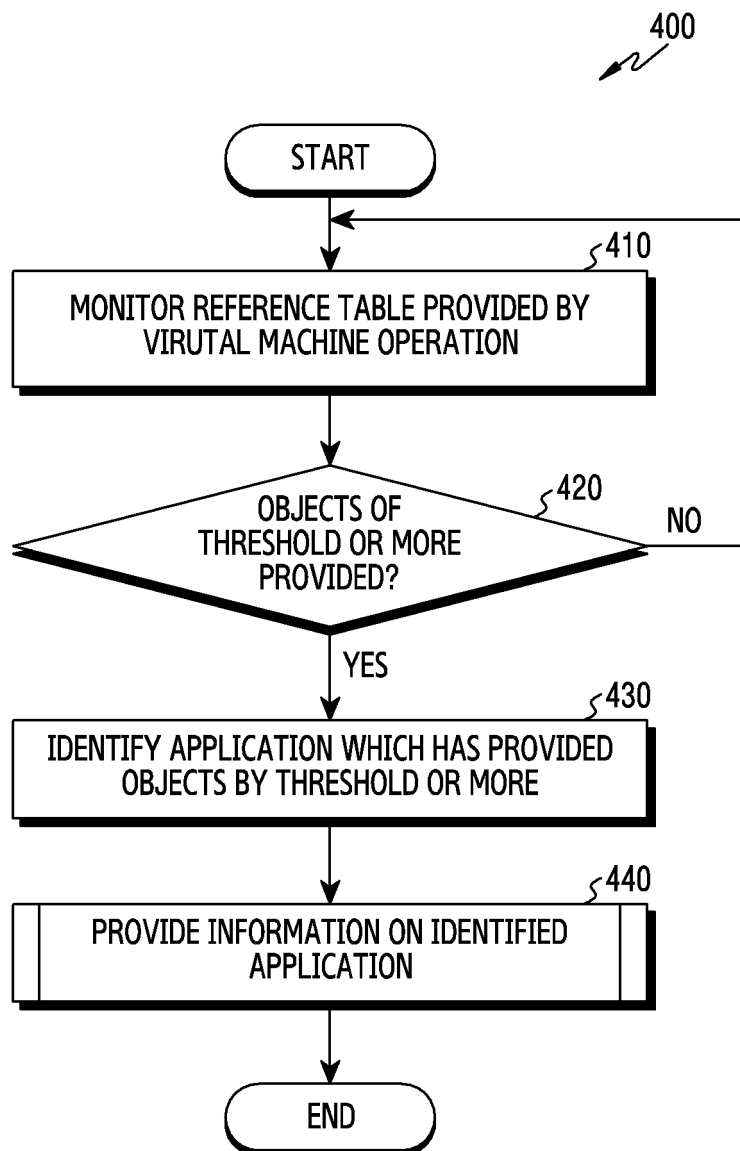 400
START
410
MONITOR REFERENCE TABLE PROVIDED BY
VIRUTAL MACHINE OPERATION
420
OBJECTS OF
THRESHOLD OR MORE
PROVIDED?
NO
YES
430
IDENTIFY APPLICATION WHICH HAS PROVIDED
OBJECTS BY THRESHOLD OR MORE
440
PROVIDE INFORMATION ON IDENTIFIED
APPLICATION
END